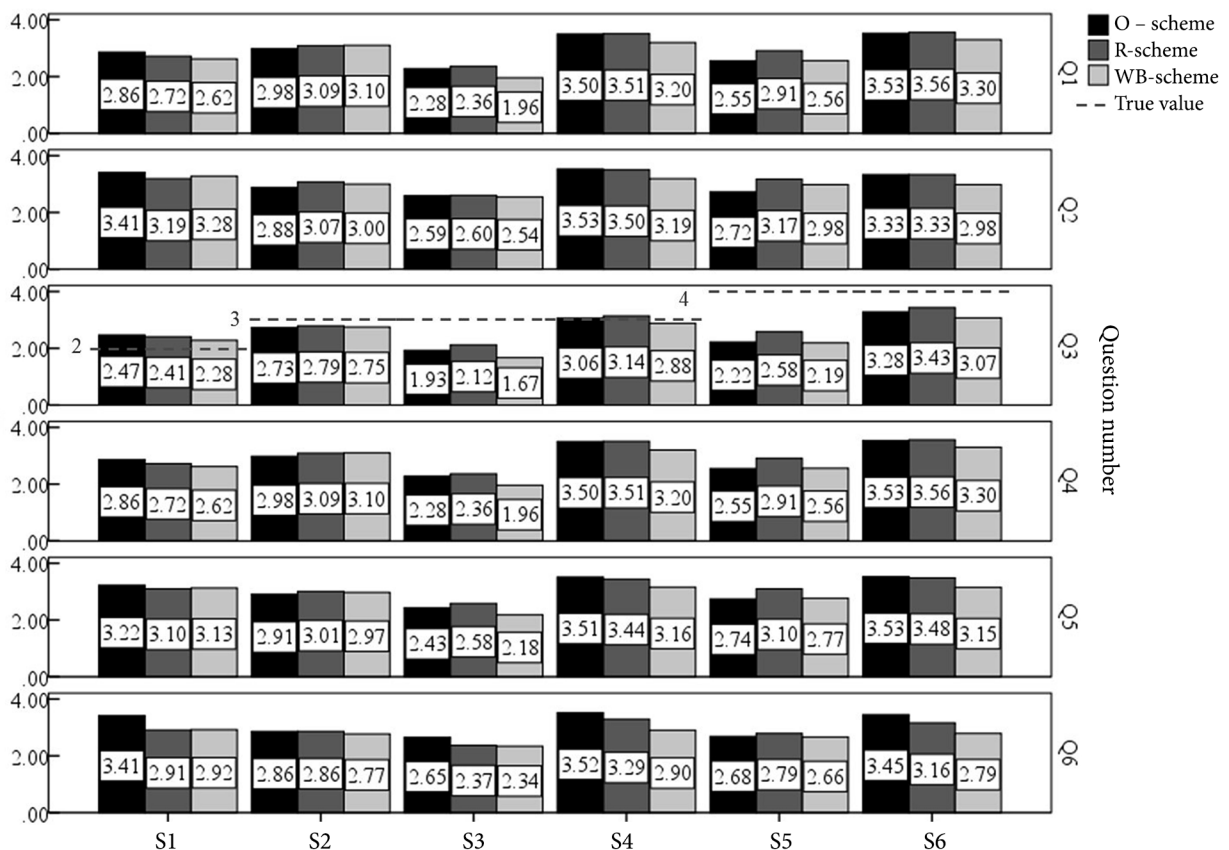 4.00
2.00
.00
2.86 2.72 2.62 2.98 3.09 3.10 2.28 2.36 1.96 3.50 3.51 3.20 2.55 2.91 2.56 3.53 3.56 3.30
Q1
O – scheme
R-scheme
WB-scheme
True value
4.00
2.00
.00
3.41 3.19 3.28 2.88 3.07 3.00 2.59 2.60 2.54 3.53 3.50 3.19 2.72 3.17 2.98 3.33 3.33 2.98
Q2
4.00
2.00
.00
2 3 4
2.47 2.41 2.28 2.73 2.79 2.75 1.93 2.12 1.67 3.06 3.14 2.88 2.22 2.58 2.19 3.28 3.43 3.07
Q3
Question number
4.00
2.00
.00
2.86 2.72 2.62 2.98 3.09 3.10 2.28 2.36 1.96 3.50 3.51 3.20 2.55 2.91 2.56 3.53 3.56 3.30
Q4
4.00
2.00
.00
3.22 3.10 3.13 2.91 3.01 2.97 2.43 2.58 2.18 3.51 3.44 3.16 2.74 3.10 2.77 3.53 3.48 3.15
Q5
4.00
2.00
.00
3.41 2.91 2.92 2.86 2.86 2.77 2.65 2.37 2.34 3.52 3.29 2.90 2.68 2.79 2.66 3.45 3.16 2.79
Q6
S1 S2 S3 S4 S5 S6